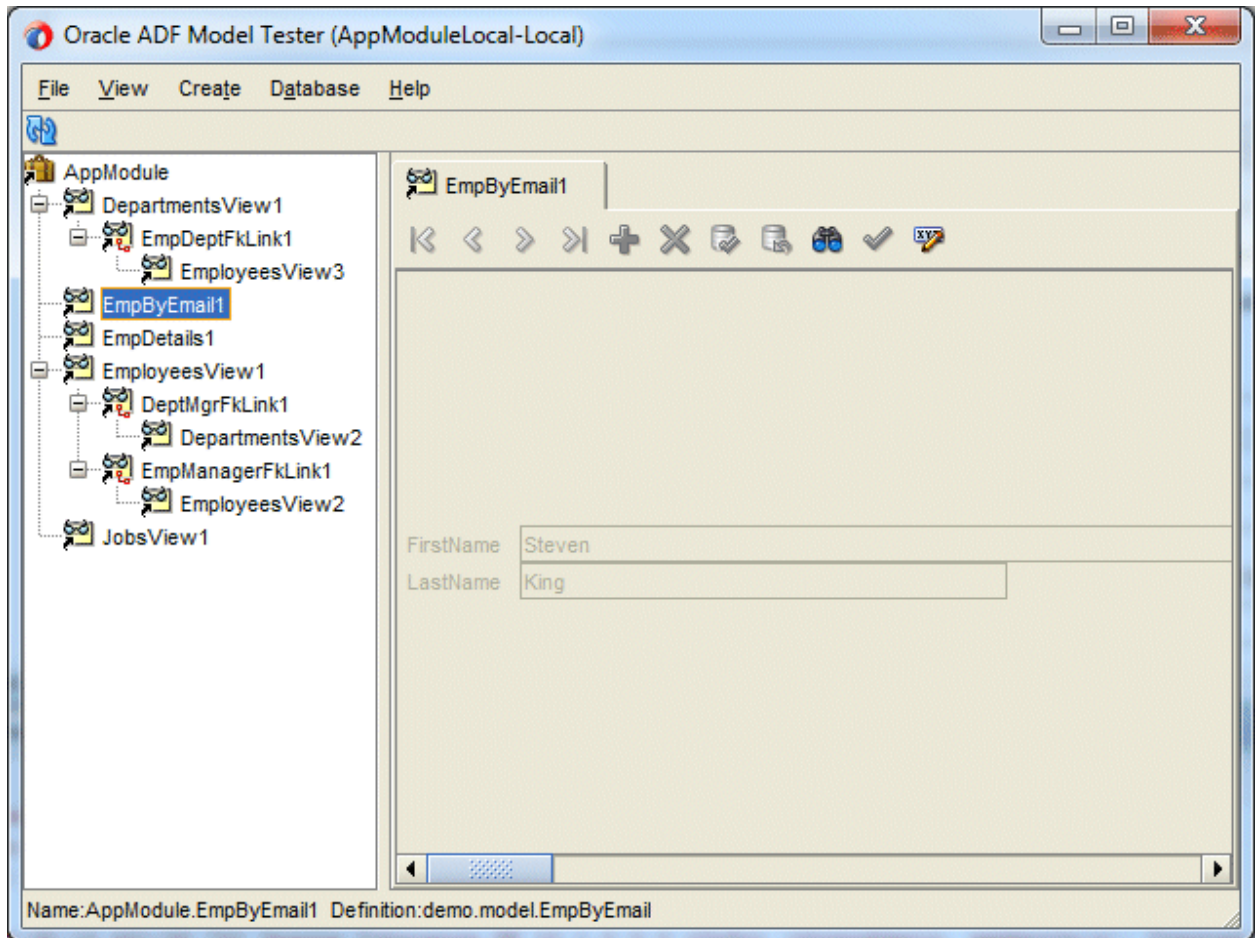 Oracle ADF Model Tester (AppModuleLocal-Local)
File View Create Database Help
AppModule
DepartmentsView1
EmpDeptFkLink1
EmployeesView3
EmpByEmail1
EmpDetails1
EmployeesView1
DeptMgrFkLink1
DepartmentsView2
EmpManagerFkLink1
EmployeesView2
JobsView1
EmpByEmail1
XYZ
FirstName Steven
LastName King
Name:AppModule.EmpByEmail1 Definition:demo.model.EmpByEmail